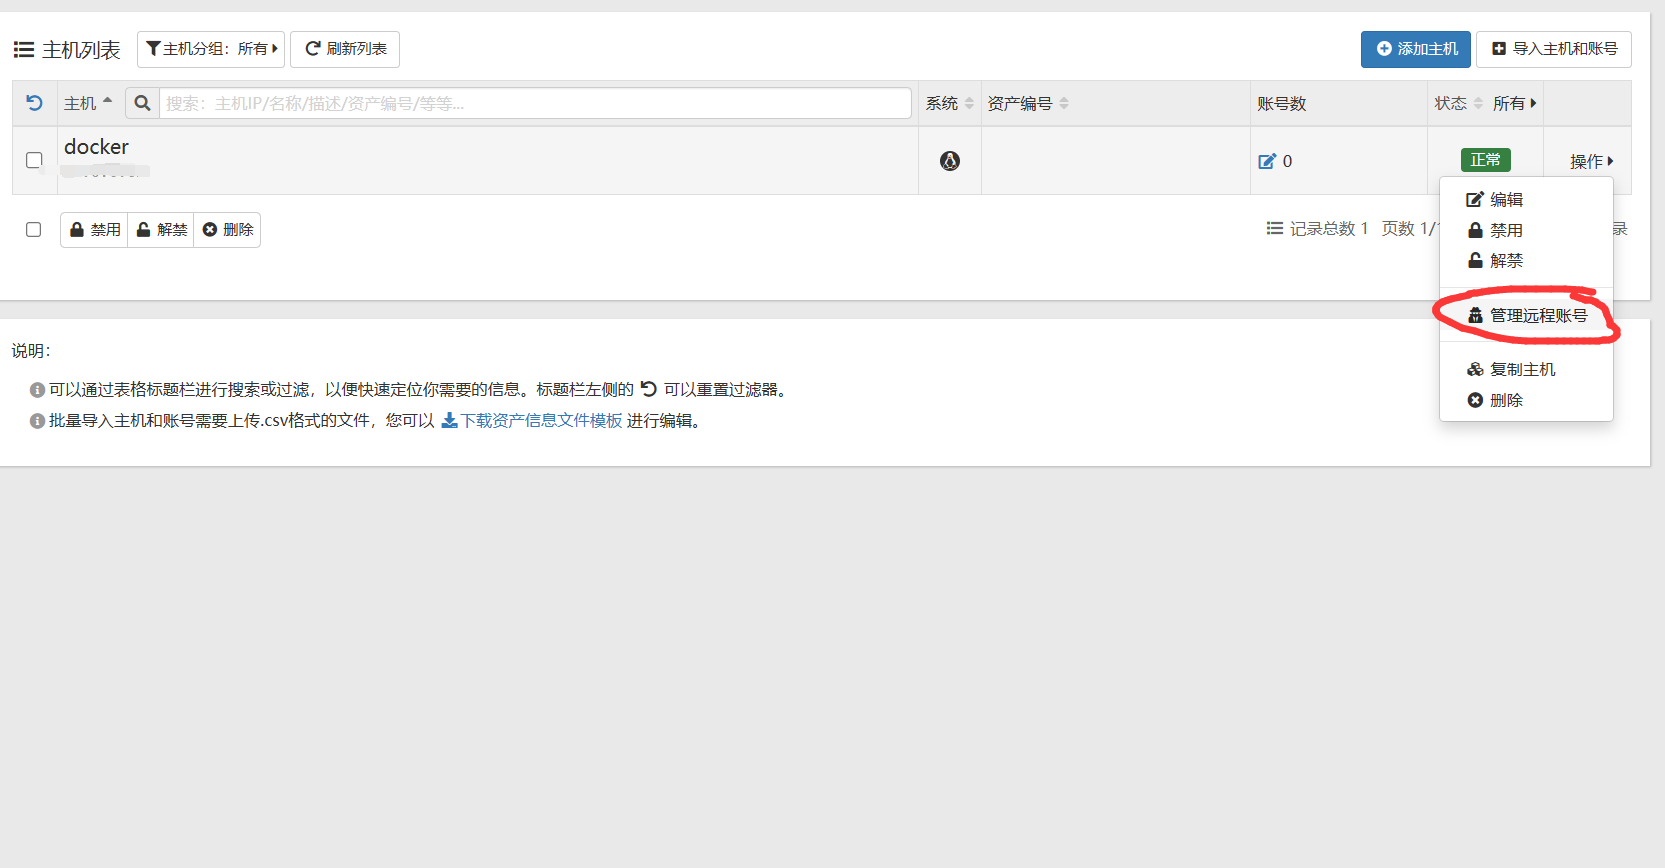 主机列表 主机分组：所有 刷新列表 添加主机 导入主机和账号
主机 搜索：主机IP/名称/描述/资产编号/等等... 系统 资产编号 账号数 状态 所有
docker
0 正常 操作
编辑
禁用 解禁 删除 记录总数 1 页数 1/ 录
禁用
解禁
管理远程账号
复制主机
删除
说明：
可以通过表格标题栏进行搜索或过滤，以便快速定位你需要的信息。标题栏左侧的 可以重置过滤器。
批量导入主机和账号需要上传.csv格式的文件，您可以 下载资产信息文件模板 进行编辑。